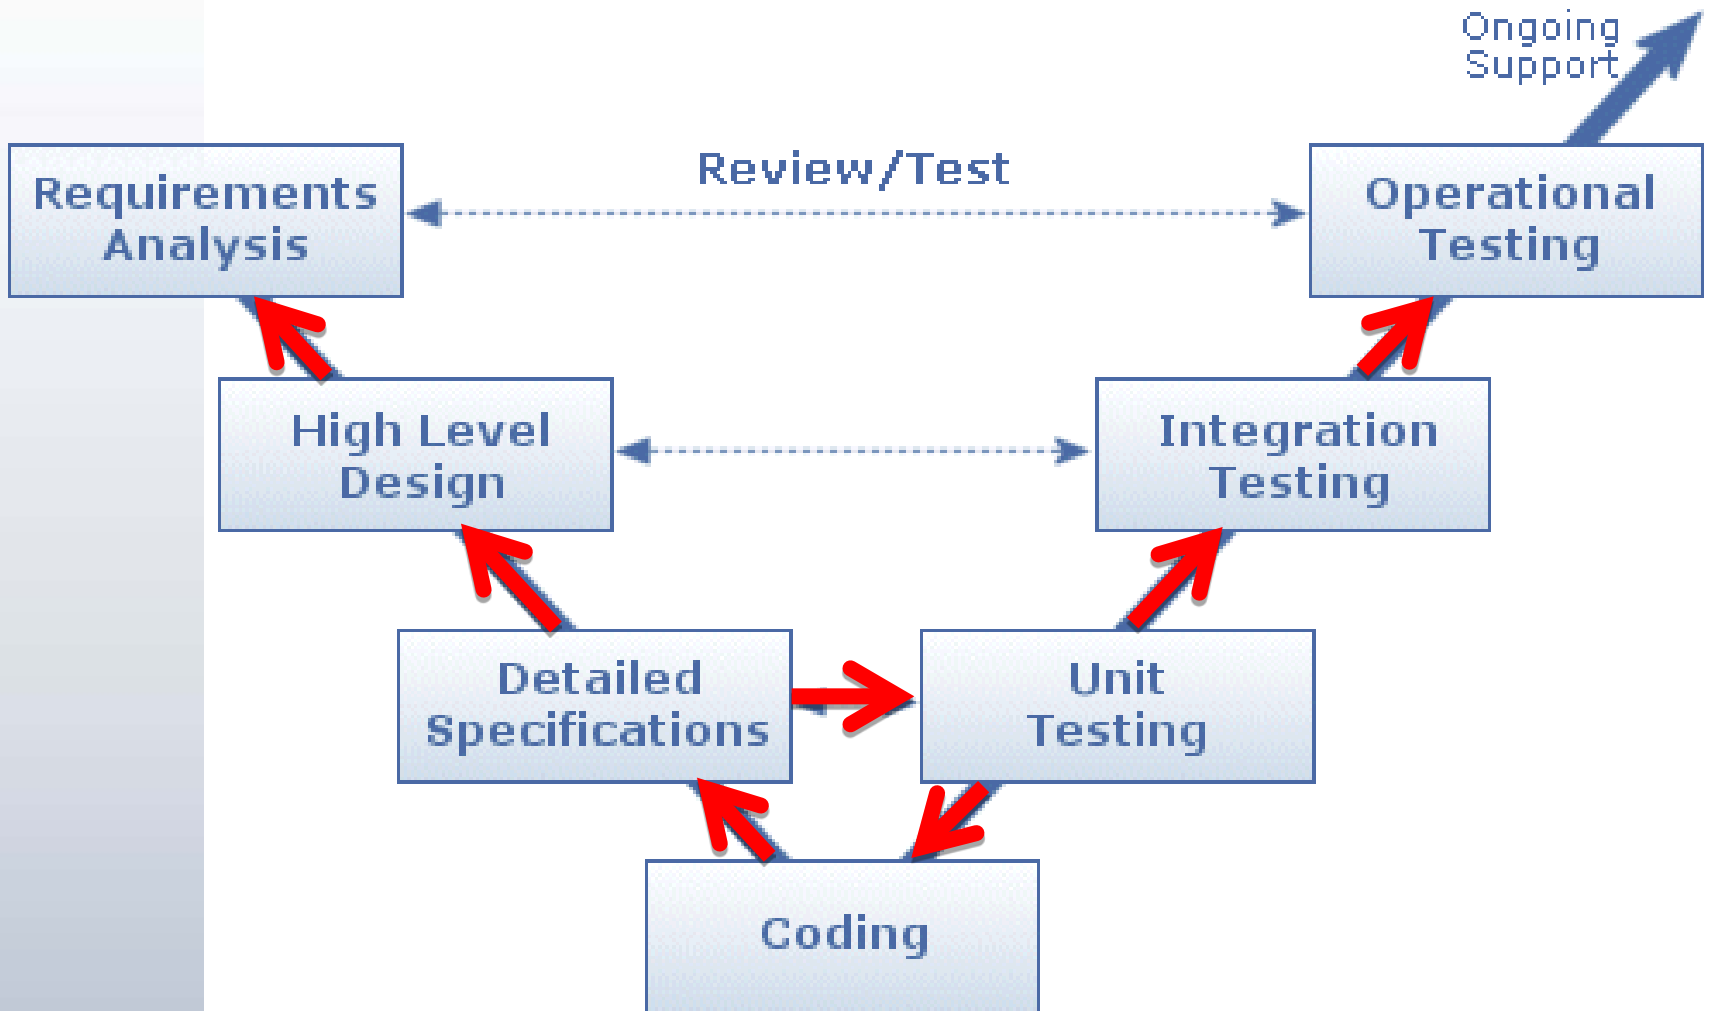 Ongoing
Support
Review/Test
Requirements
Analysis
Operational
Testing
High Level
Design
Integration
Testing
Detailed
Specifications
Unit
Testing
Coding